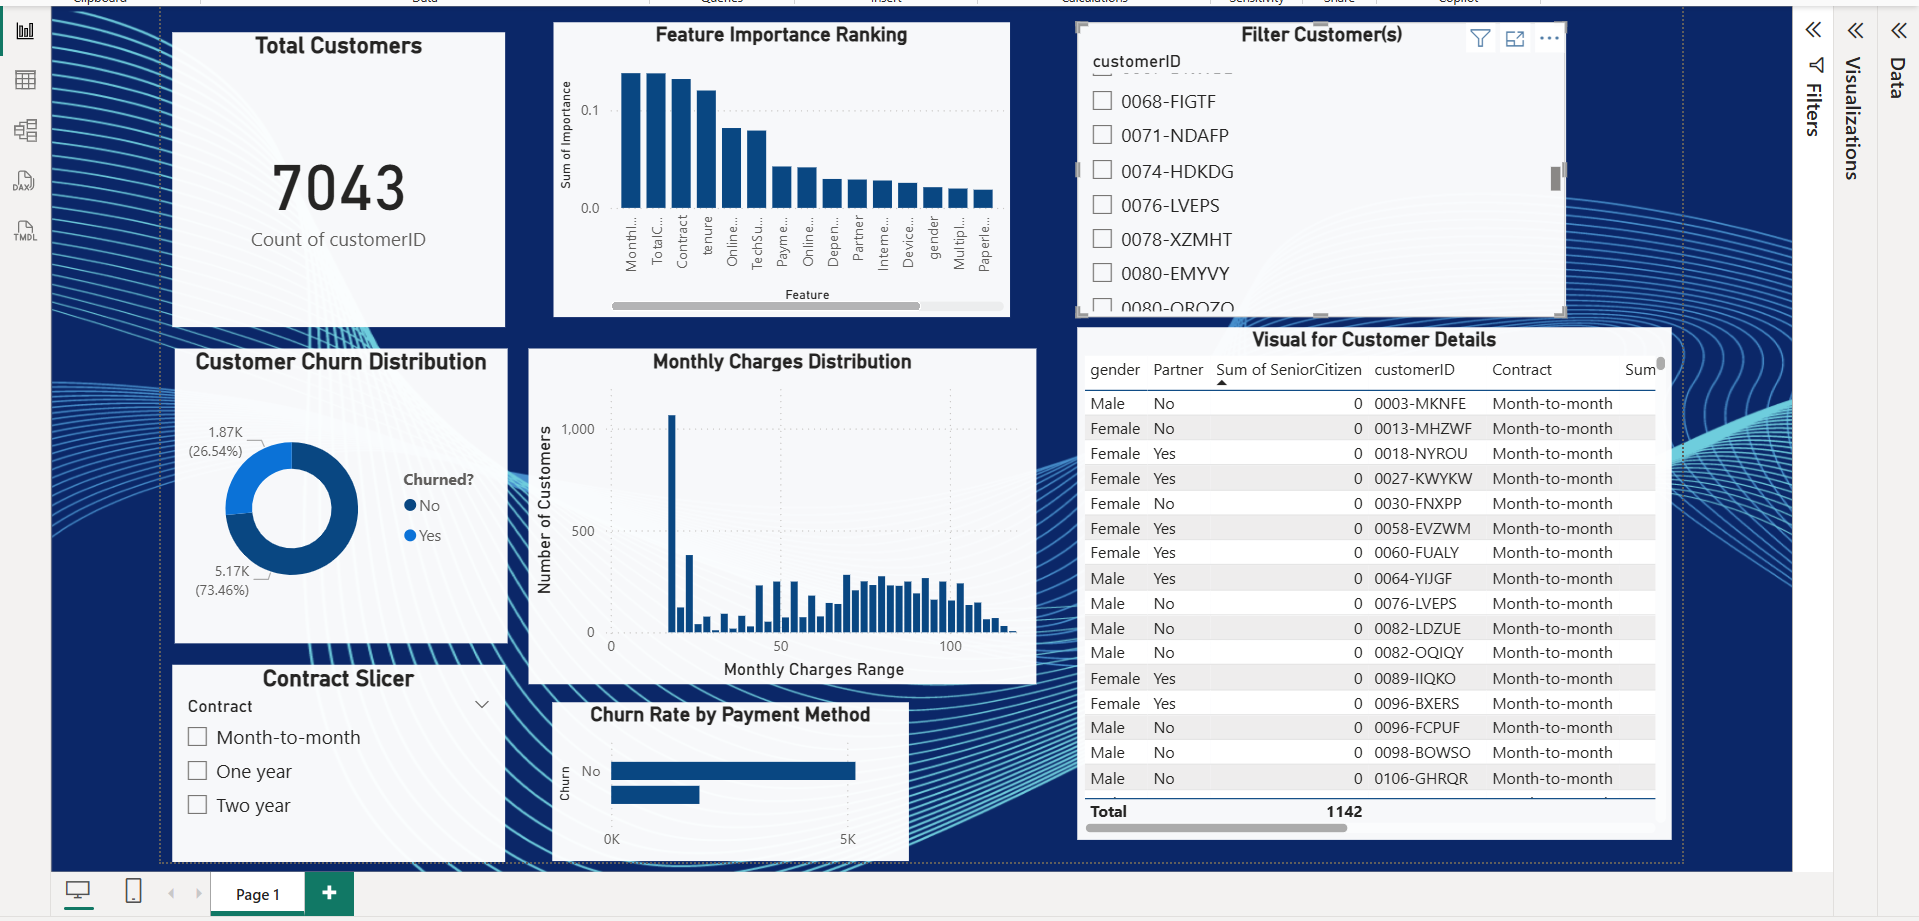 Clipboard
Data
Queries
Insert
Calculations
Sensitivity
Share
Copilot
Total Customers
7043
Count of customerID
Feature Importance Ranking
Sum of Importance
0.1
0.0
Monthl...
TotalC...
Contract
tenure
Online...
TechSu...
Payme...
Online...
Depen...
Partner
Interne...
Device...
gender
Multipl...
Paperle...
Feature
Filter Customer(s)
customerID
0068-FIGTF
0071-NDAFP
0074-HDKDG
0076-LVEPS
0078-XZMHT
0080-EMYVY
0080-OROZO
Filters
Visualizations
Data
DAX
TMDL
Customer Churn Distribution
1.87K
(26.54%)
5.17K
(73.46%)
Churned?
No
Yes
Monthly Charges Distribution
Number of Customers
1,000
500
0
0 50 100
Monthly Charges Range
Visual for Customer Details
gender Partner Sum of SeniorCitizen customerID Contract Sum
Male No 0 0003-MKNFE Month-to-month
Female No 0 0013-MHZWF Month-to-month
Female Yes 0 0018-NYROU Month-to-month
Female Yes 0 0027-KWYKW Month-to-month
Female No 0 0030-FNXPP Month-to-month
Female Yes 0 0058-EVZWM Month-to-month
Female Yes 0 0060-FUALY Month-to-month
Male Yes 0 0064-YIJGF Month-to-month
Male No 0 0076-LVEPS Month-to-month
Male No 0 0082-LDZUE Month-to-month
Male No 0 0082-OQIQY Month-to-month
Female Yes 0 0089-IIQKO Month-to-month
Female Yes 0 0096-BXERS Month-to-month
Male No 0 0096-FCPUF Month-to-month
Male No 0 0098-BOWSO Month-to-month
Male No 0 0106-GHRQR Month-to-month
Total 1142
Contract Slicer
Contract
Month-to-month
One year
Two year
Churn Rate by Payment Method
Churn
No
0K 5K
Page 1